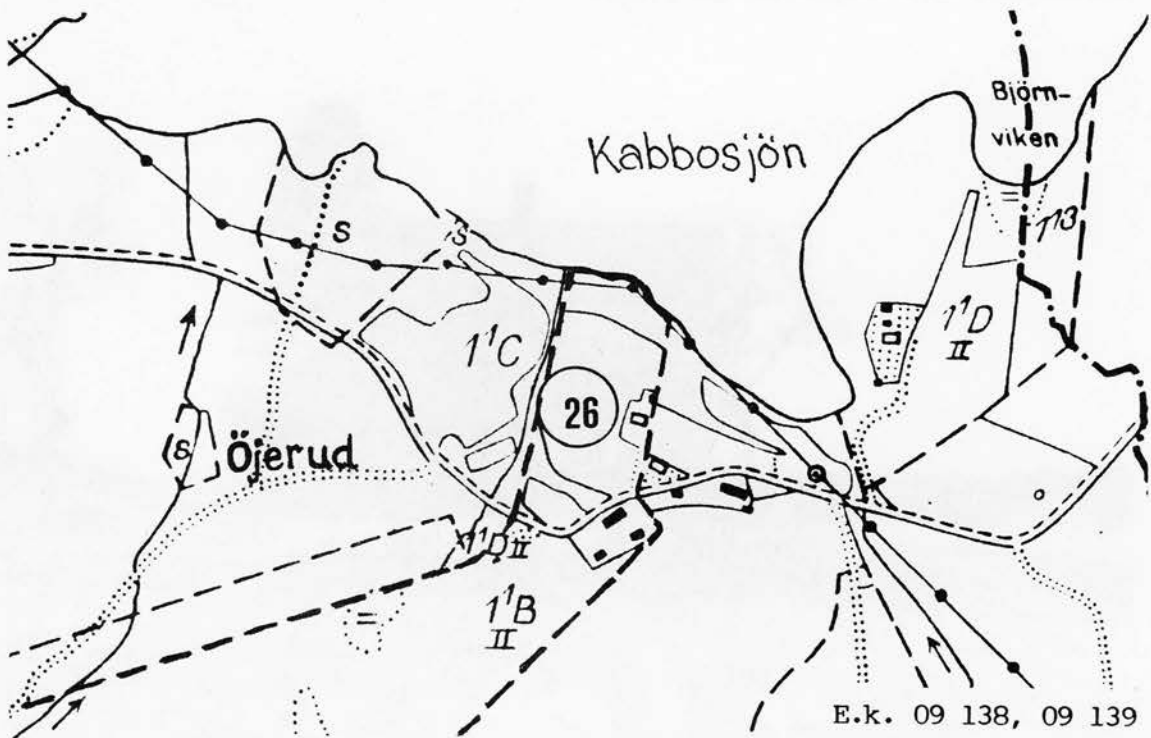 Björn-
viken
Kabbosjön
1¹3
S
S
1¹D
II
1¹C
26
(S)
Öjerud
1¹D II
1¹B
II
E.k. 09 138, 09 139